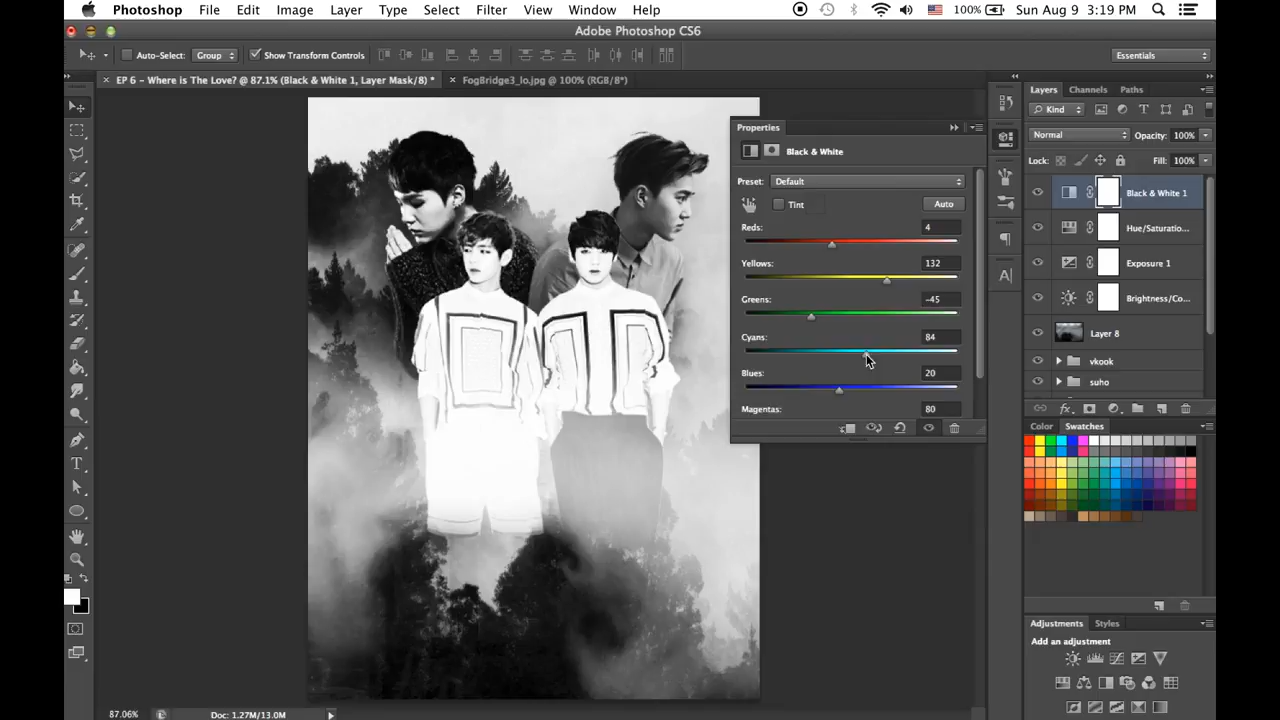 Photoshop File Edit Image Layer Type Select Filter View Window Help 100% Sun Aug 9 3:19 PM
Adobe Photoshop CS6
Auto-Select: Group Show Transform Controls Essentials
× EP 6 - Where is The Love? @ 87.1% (Black & White 1, Layer Mask/8) * × FogBridge3_lo.jpg @ 100% (RGB/8*)
Properties
Black & White
Preset: Default
Tint Auto
Reds: 4
Yellows: 132
Greens: -45
Cyans: 84
Blues: 20
Magentas: 80
Layers Channels Paths
Kind
Normal Opacity: 100%
Lock: Fill: 100%
Black & White 1
Hue/Saturatio...
Exposure 1
Brightness/Co...
Layer 8
vkook
suho
Color Swatches
Adjustments Styles
Add an adjustment
87.06% Doc: 1.27M/13.0M